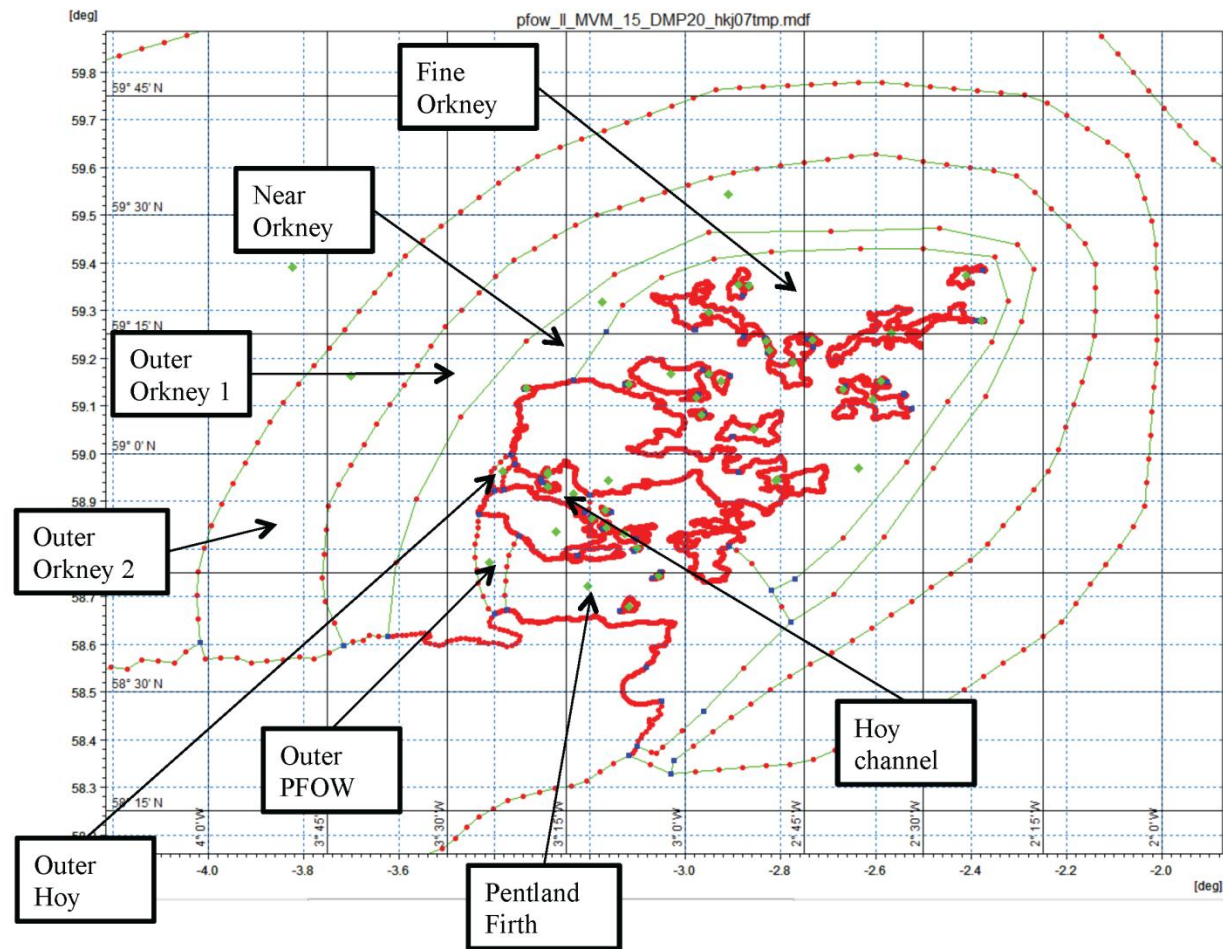 [deg]
pfow_ll_MVM_15_DMP20_hkj07tmp.mdf
Fine
Orkney
59.8
59° 45' N
59.7
59.6
Near
Orkney
59.5
59° 30' N
59.4
59.3
59° 15' N
59.2
Outer
Orkney 1
59.1
59.0
59° 0' N
58.9
Outer
Orkney 2
58.7
58.6
58.5
58° 30' N
58.4
58.3
58° 15' N
Outer
PFOW
Hoy
channel
Outer
Hoy
Pentland
Firth
4° 0'W
3° 45'W
3° 30'W
3° 15'W
3° 0'W
2° 45'W
2° 30'W
2° 15'W
2° 0'W
-4.0
-3.8
-3.6
-3.4
-3.2
-3.0
-2.8
-2.6
-2.4
-2.2
-2.0
[deg]